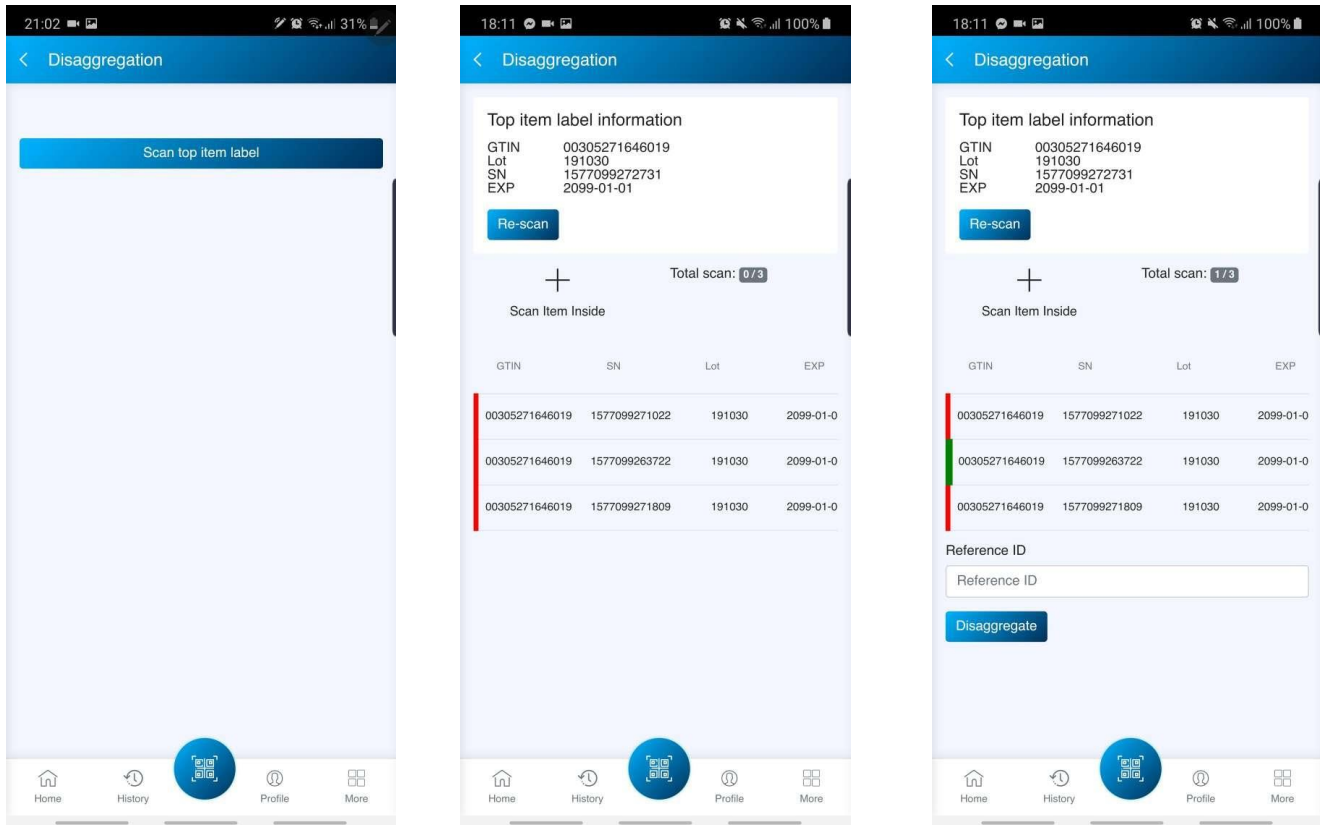 21:02
31%
Disaggregation
Scan top item label
Home History Profile More
18:11
100%
Disaggregation
Top item label information
GTIN 00305271646019
Lot 191030
SN 1577099272731
EXP 2099-01-01
Re-scan
Total scan: 0/3
Scan Item Inside
GTIN SN Lot EXP
00305271646019 1577099271022 191030 2099-01-0
00305271646019 1577099263722 191030 2099-01-0
00305271646019 1577099271809 191030 2099-01-0
Home History Profile More
18:11
100%
Disaggregation
Top item label information
GTIN 00305271646019
Lot 191030
SN 1577099272731
EXP 2099-01-01
Re-scan
Total scan: 1/3
Scan Item Inside
GTIN SN Lot EXP
00305271646019 1577099271022 191030 2099-01-0
00305271646019 1577099263722 191030 2099-01-0
00305271646019 1577099271809 191030 2099-01-0
Reference ID
Reference ID
Disaggregate
Home History Profile More